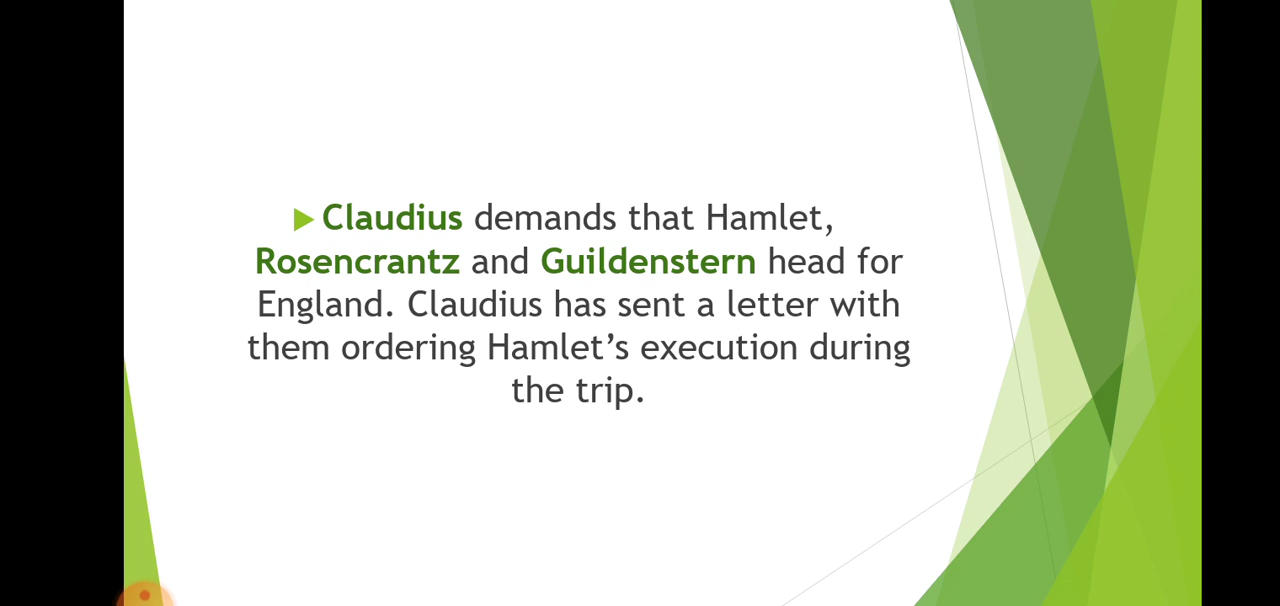 Claudius demands that Hamlet,
Rosencrantz and Guildenstern head for
England. Claudius has sent a letter with
them ordering Hamlet’s execution during
the trip.